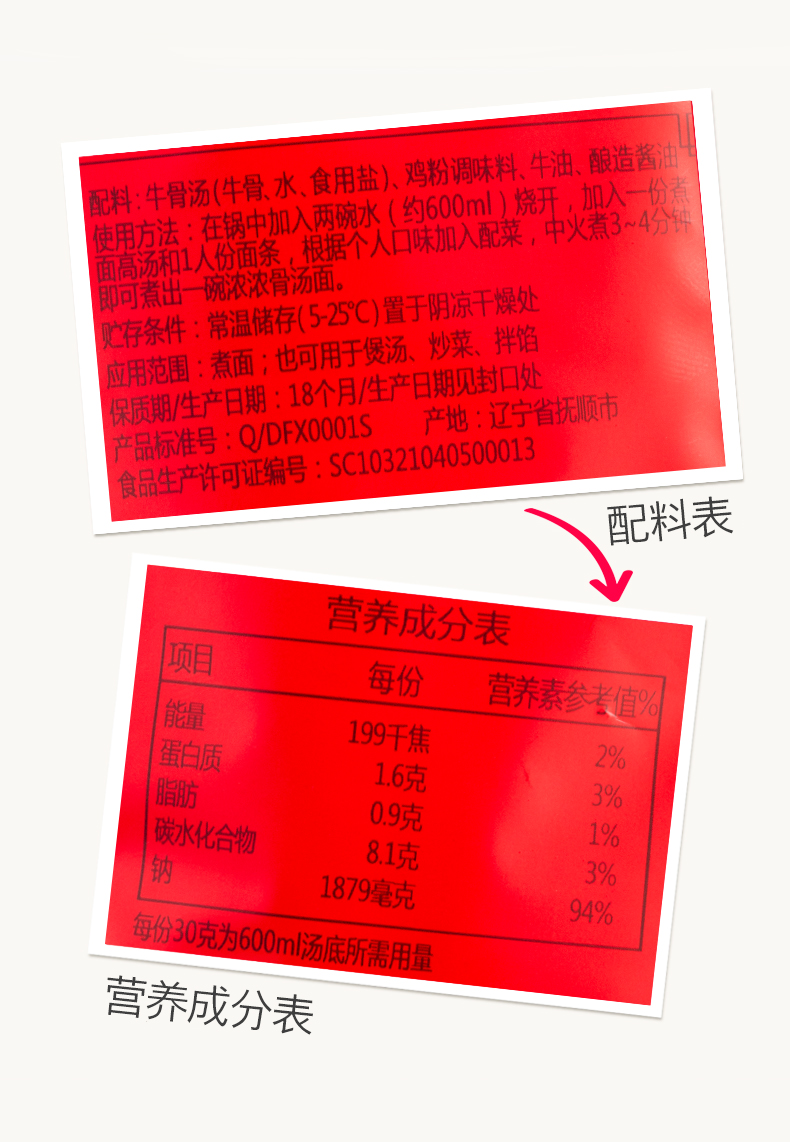 配料：牛骨汤(牛骨、水、食用盐)、鸡粉调味料、牛油、酿造酱油
使用方法：在锅中加入两碗水（约600ml）烧开，加入一份煮
面高汤和1人份面条，根据个人口味加入配菜，中火煮3~4分钟
即可煮出一碗浓浓骨汤面。
贮存条件：常温储存(5-25℃)置于阴凉干燥处
应用范围：煮面；也可用于煲汤、炒菜、拌馅
保质期/生产日期：18个月/生产日期见封口处
产品标准号：Q/DFX0001S 产地：辽宁省抚顺市
食品生产许可证编号：SC10321040500013
配料表
营养成分表
项目 每份 营养素参考值%
能量 199千焦 2%
蛋白质 1.6克 3%
脂肪 0.9克 1%
碳水化合物 8.1克 3%
钠 1879毫克 94%
每份30克为600ml汤底所需用量
营养成分表